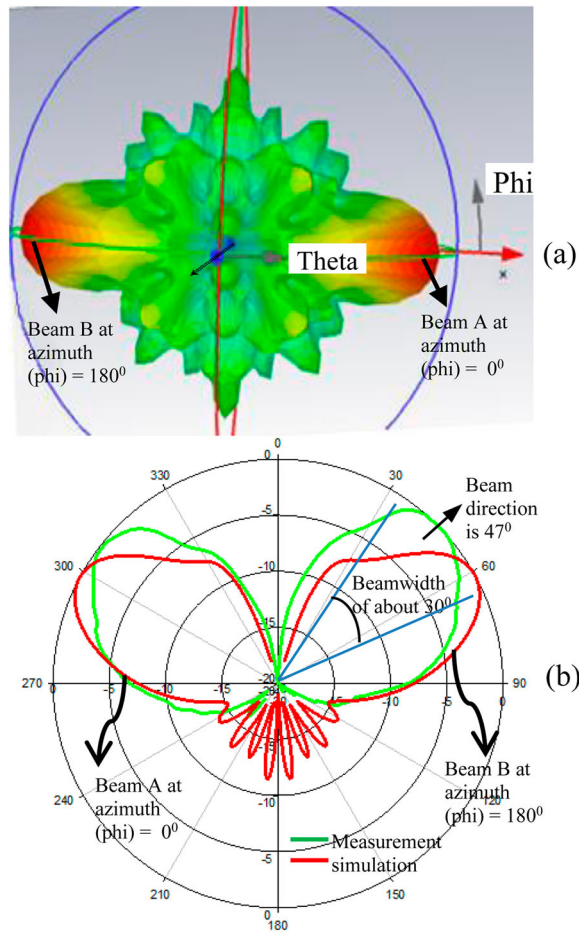 Phi
Theta
x
(a)
Beam B at
azimuth
(phi) = 180⁰
Beam A at
azimuth
(phi) = 0⁰
0
330
30
Beam
direction
is 47⁰
-5
300
60
-10
Beamwidth
of about 30⁰
-15
-20
270
0
-5
-10
-15
-20
-15
-10
-5
0
90
(b)
-15
Beam A at
azimuth
(phi) = 0⁰
Beam B at
azimuth
(phi) = 180⁰
240
120
-10
Measurement
simulation
-5
210
150
0
180